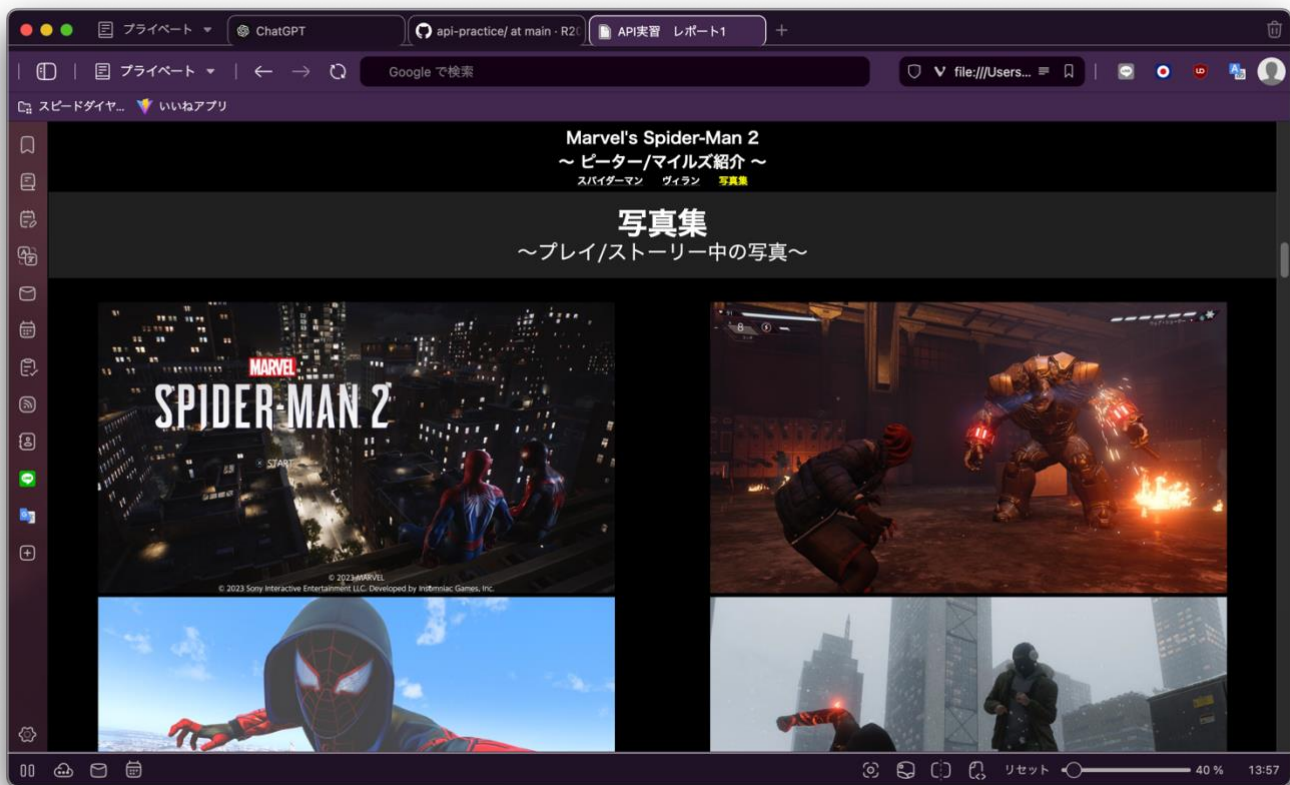 プライベート
ChatGPT
api-practice/ at main · R20
API実習 レポート1
プライベート
Google で検索
file:///Users...
スピードダイヤ...
いいねアプリ
Marvel's Spider-Man 2
〜 ピーター/マイルズ紹介 〜
スパイダーマン ヴィラン 写真集
写真集
〜プレイ/ストーリー中の写真〜
MARVEL
SPIDER-MAN 2
START
© 2023 MARVEL
© 2023 Sony Interactive Entertainment LLC. Developed by Insomniac Games, Inc.
8
リセット
40 %
13:57